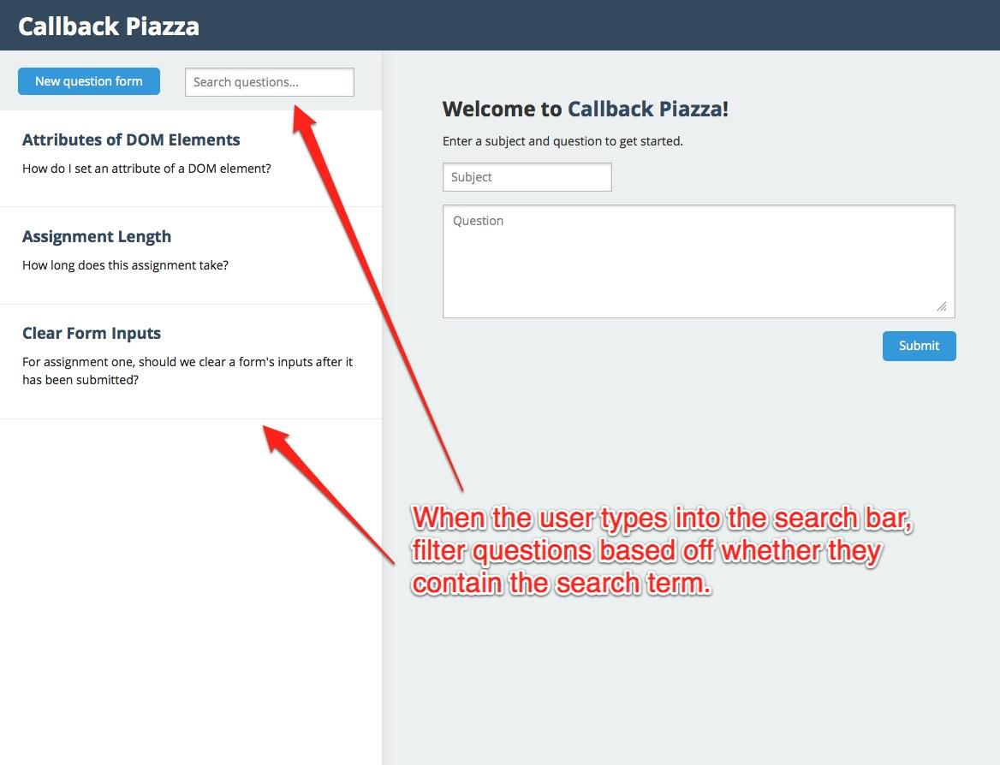 Callback Piazza
New question form
Search questions...
Attributes of DOM Elements
How do I set an attribute of a DOM element?
Assignment Length
How long does this assignment take?
Clear Form Inputs
For assignment one, should we clear a form's inputs after it
has been submitted?
Welcome to Callback Piazza!
Enter a subject and question to get started.
Subject
Question
Submit
When the user types into the search bar,
filter questions based off whether they
contain the search term.